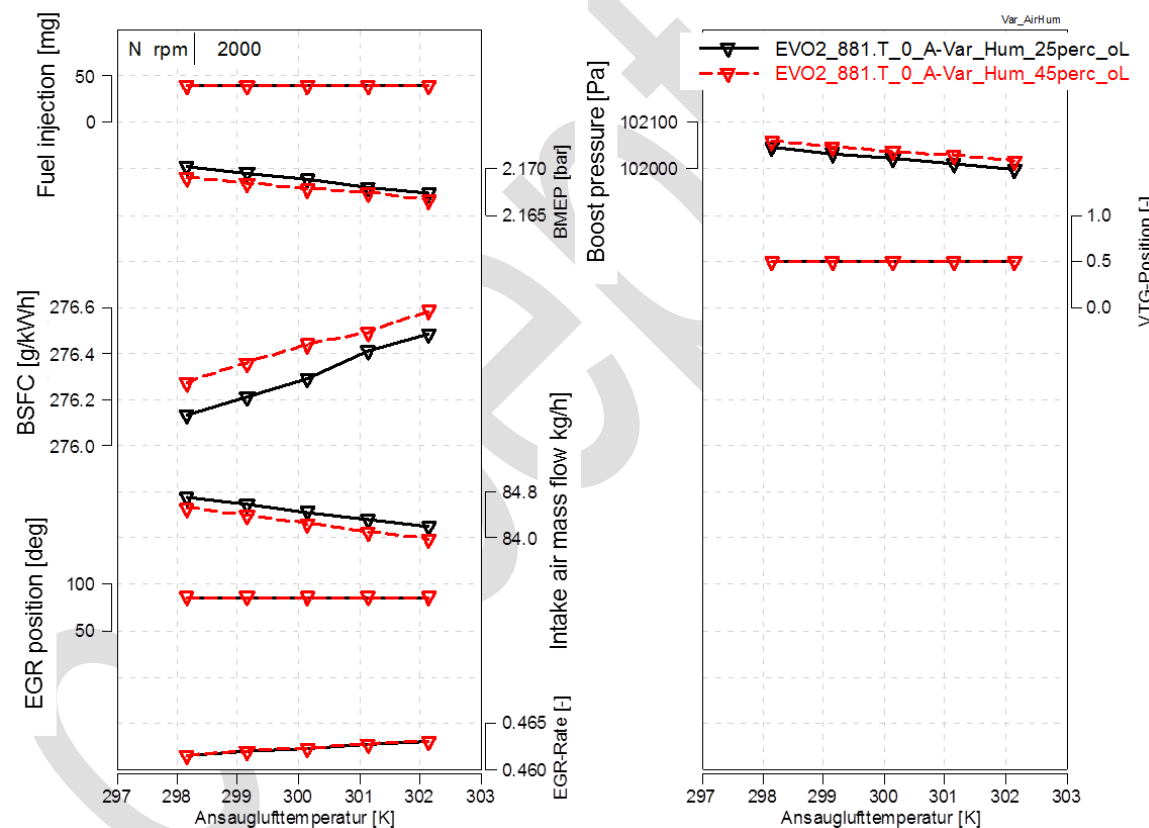 Var_AirHum
N rpm 2000
EVO2_881.T_0_A-Var_Hum_25perc_oL
EVO2_881.T_0_A-Var_Hum_45perc_oL
Fuel injection [mg]
50
0
2.170
2.165
BMEP [bar]
BSFC [g/kWh]
276.6
276.4
276.2
276.0
84.8
84.0
Intake air mass flow kg/h]
EGR position [deg]
100
50
0.465
0.460
EGR-Rate [-]
297 298 299 300 301 302 303
Ansauglufttemperatur [K]
Boost pressure [Pa]
102100
102000
1.0
0.5
0.0
VTG-Position [-]
297 298 299 300 301 302 303
Ansauglufttemperatur [K]